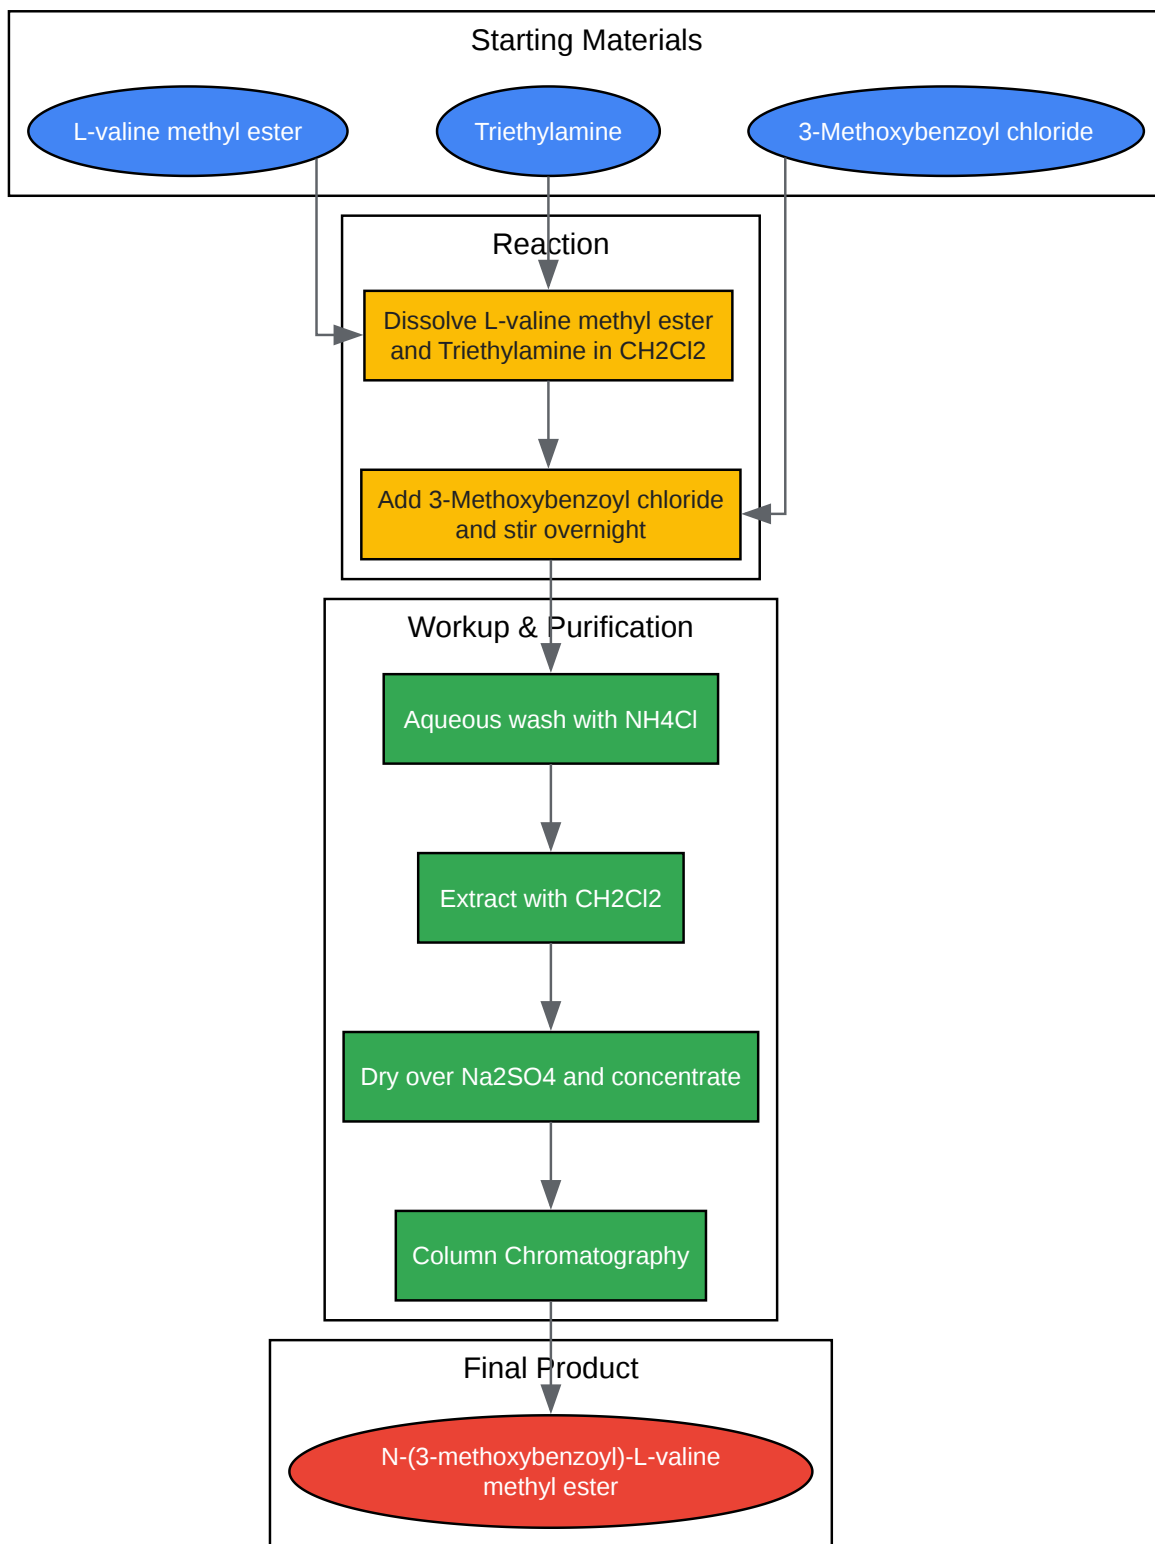 Starting Materials
L-valine methyl ester
Triethylamine
3-Methoxybenzoyl chloride
Reaction
Dissolve L-valine methyl ester
and Triethylamine in CH2Cl2
Add 3-Methoxybenzoyl chloride
and stir overnight
Workup & Purification
Aqueous wash with NH4Cl
Extract with CH2Cl2
Dry over Na2SO4 and concentrate
Column Chromatography
Final Product
N-(3-methoxybenzoyl)-L-valine
methyl ester